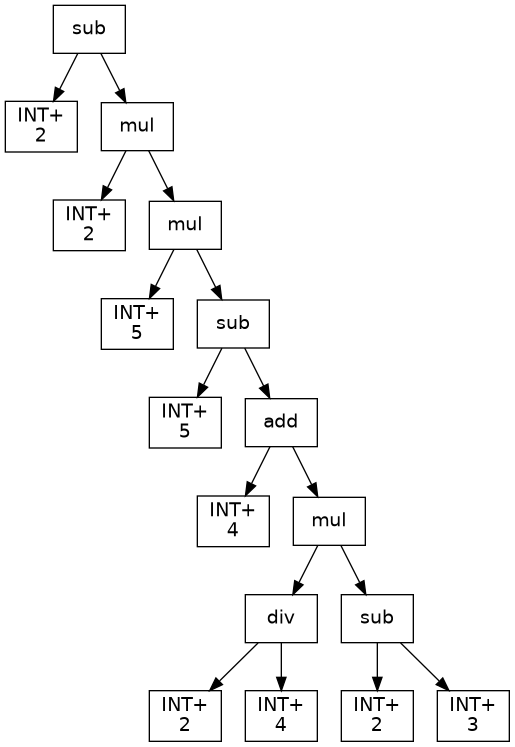 sub
INT+
2
mul
INT+
2
mul
INT+
5
sub
INT+
5
add
INT+
4
mul
div
sub
INT+
2
INT+
4
INT+
2
INT+
3